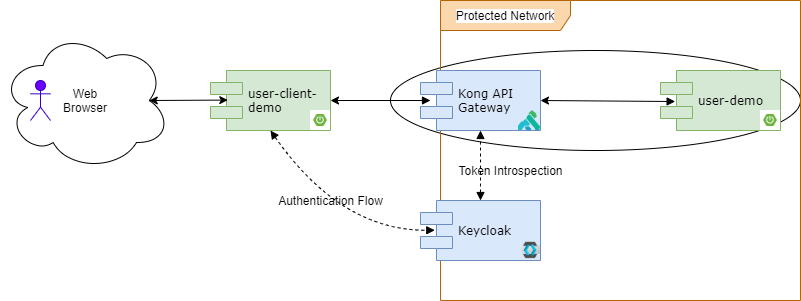 Protected Network
Web
Browser
user-client-
demo
Kong API
Gateway
user-demo
Token Introspection
Authentication Flow
Keycloak